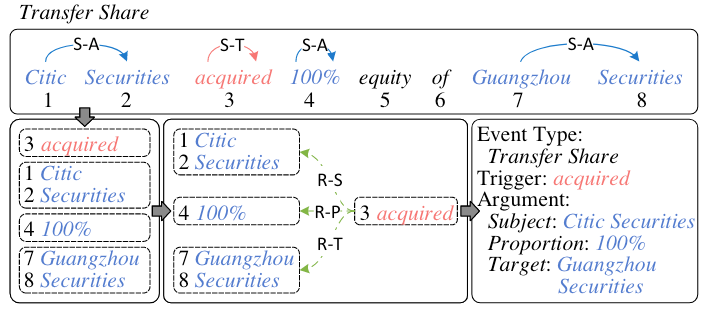 Transfer Share
S-A S-T S-A S-A
Citic Securities acquired 100% equity of Guangzhou Securities
1 2 3 4 5 6 7 8
3 acquired
1 Citic
2 Securities
4 100%
7 Guangzhou
8 Securities
1 Citic
2 Securities
R-S
4 100%
R-P
3 acquired
R-T
7 Guangzhou
8 Securities
Event Type:
Transfer Share
Trigger: acquired
Argument:
Subject: Citic Securities
Proportion: 100%
Target: Guangzhou
Securities